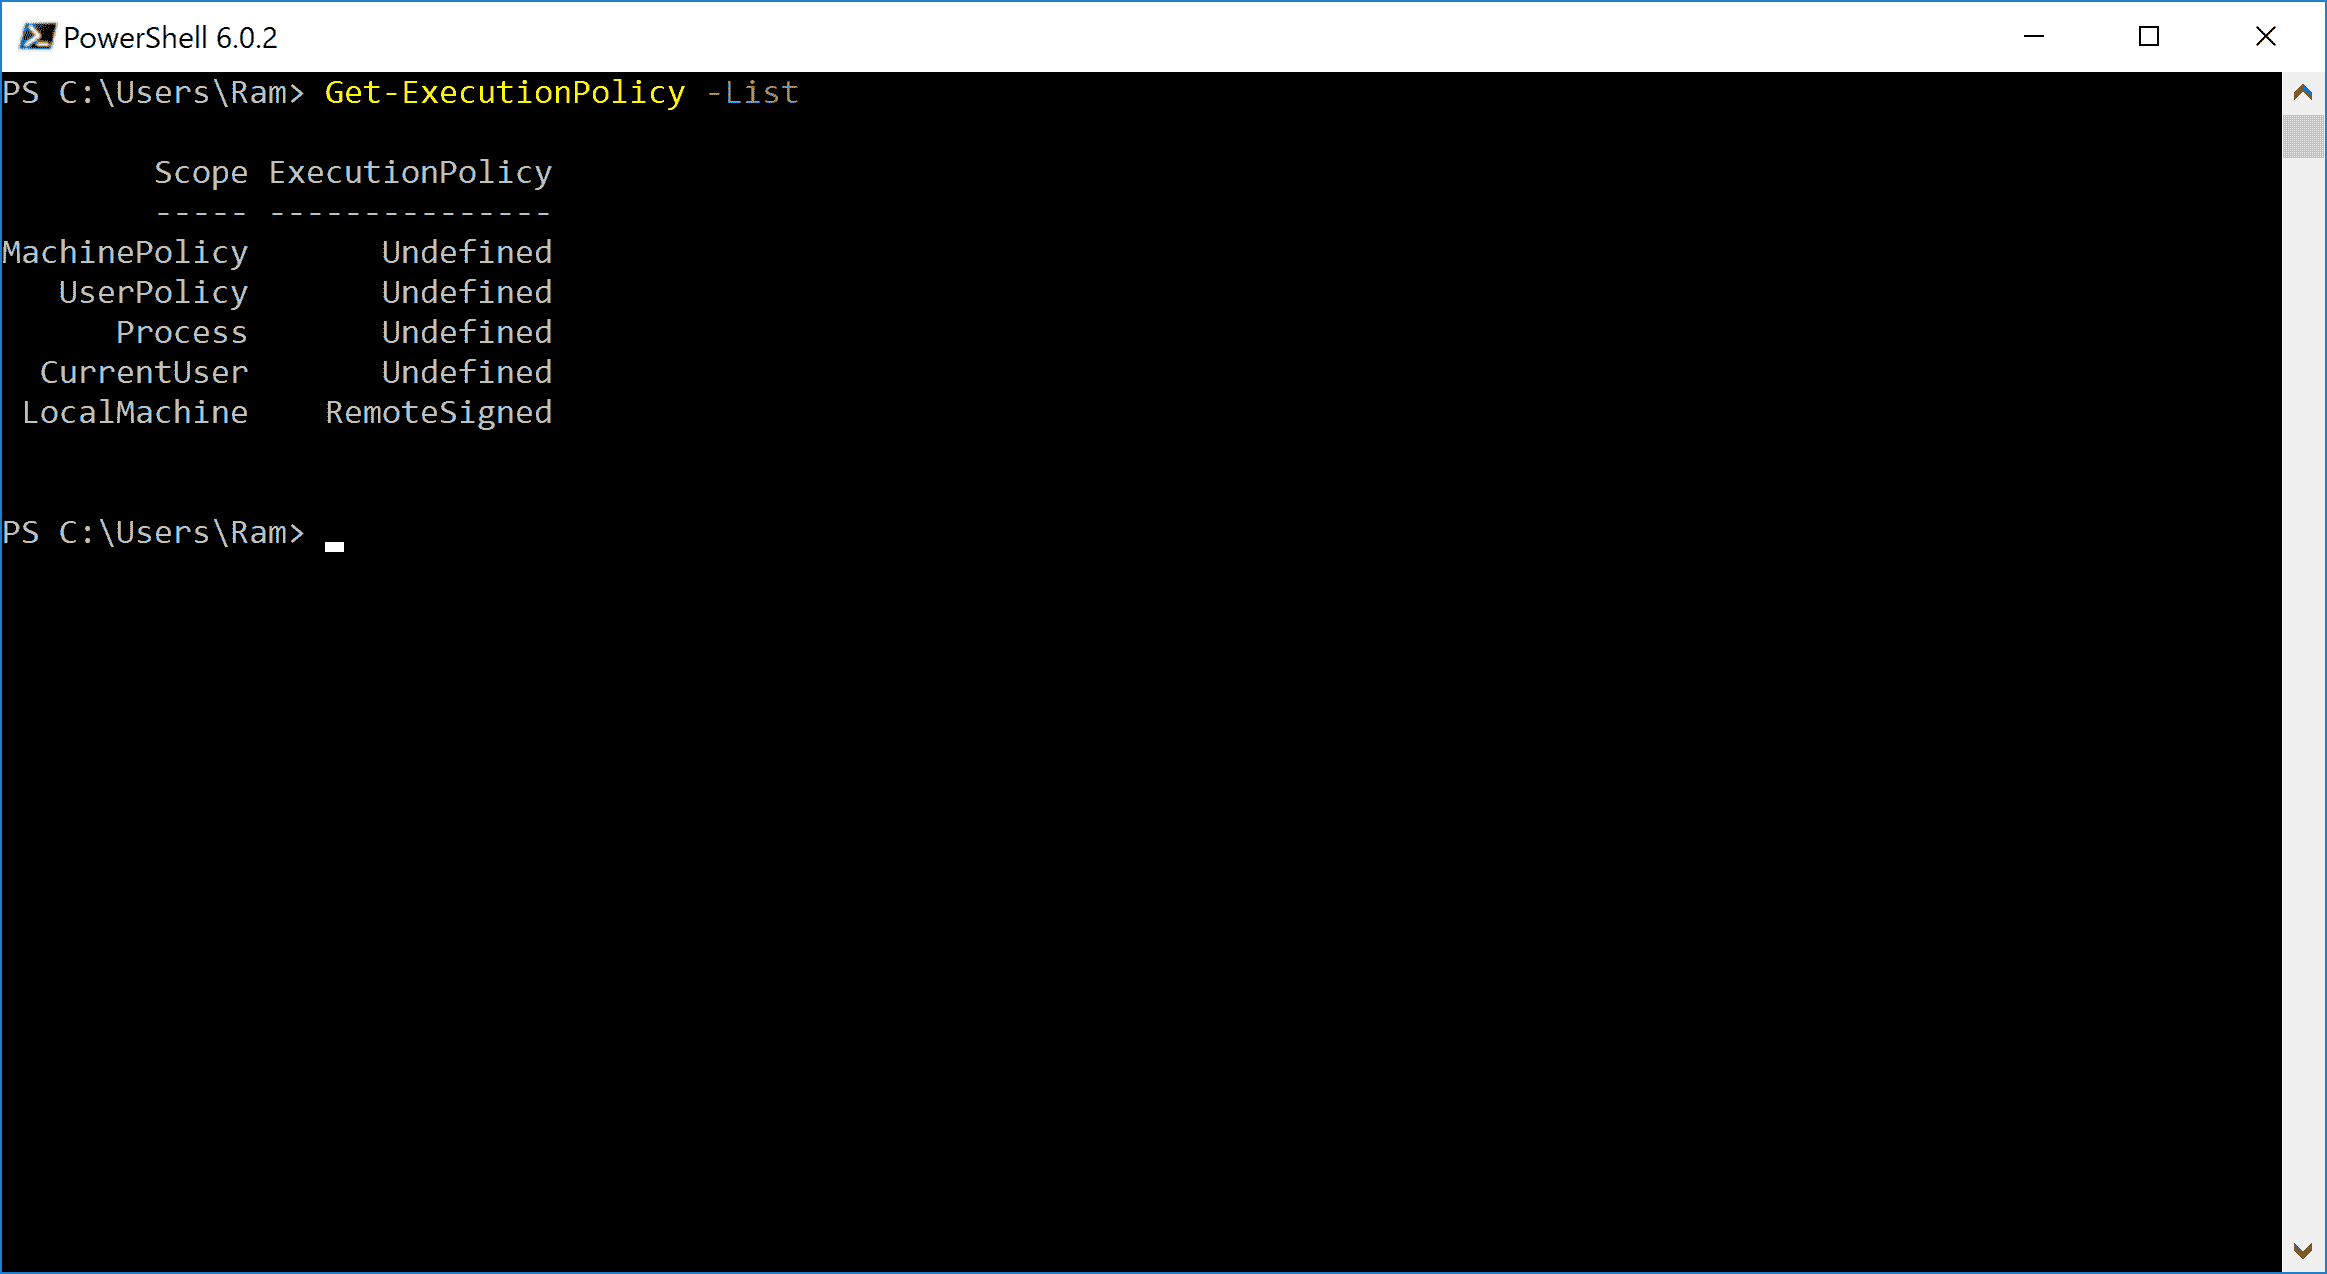 PowerShell 6.0.2
PS C:\Users\Ram> Get-ExecutionPolicy -List
Scope ExecutionPolicy
----- ---------------
MachinePolicy Undefined
UserPolicy Undefined
Process Undefined
CurrentUser Undefined
LocalMachine RemoteSigned
PS C:\Users\Ram>